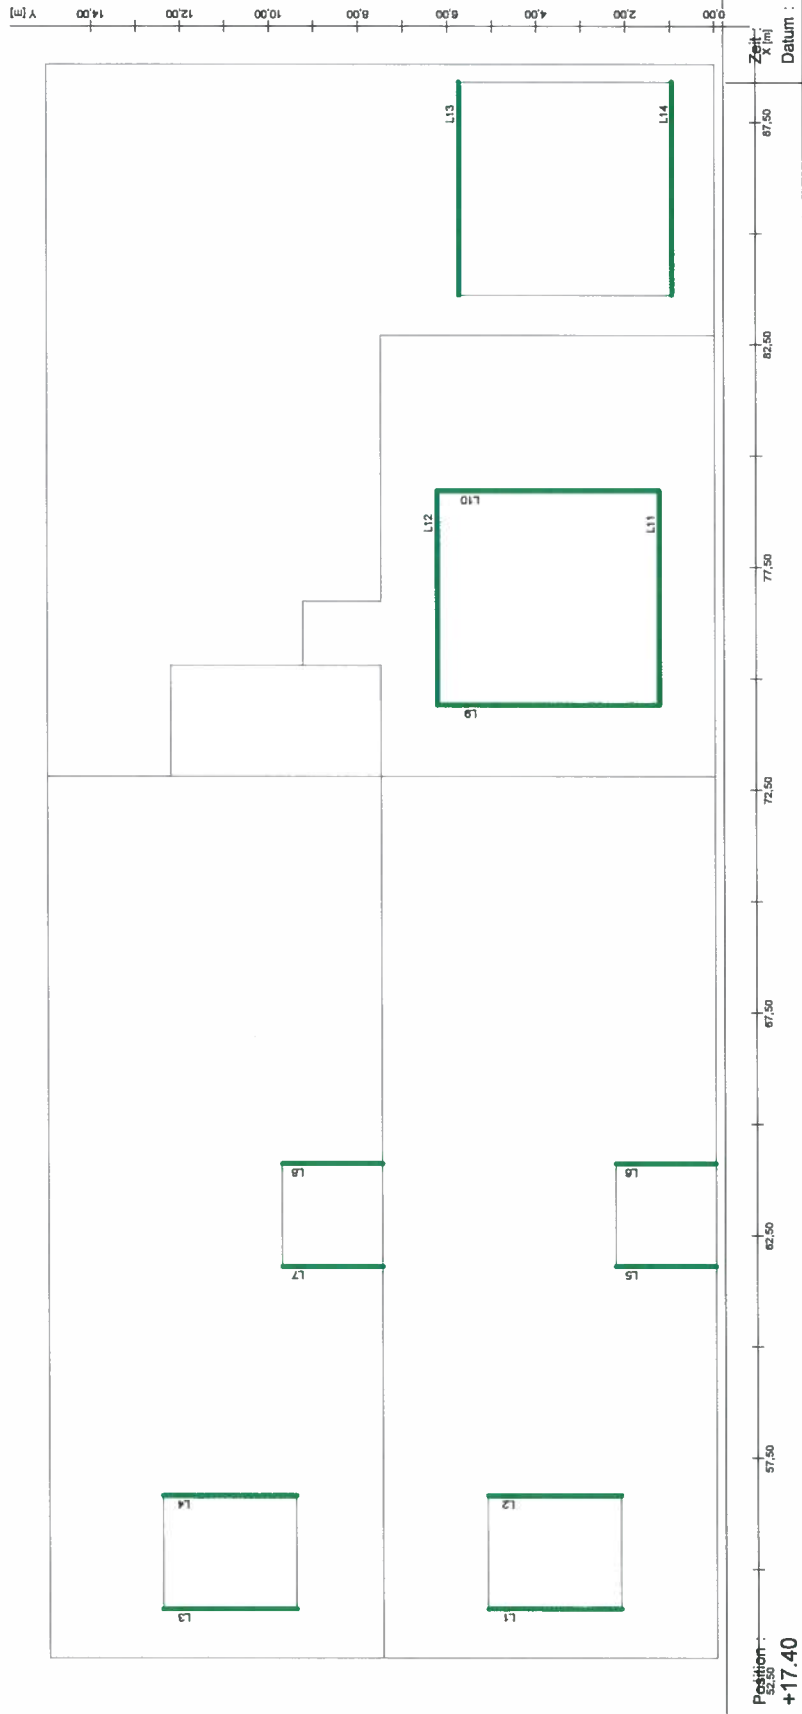 Y [m]
14,00
12,00
10,00
8,00
6,00
4,00
2,00
0,00
Zeit :
X [m]
Datum :
L13
L14
87,50
82,50
L10
L12
L11
77,50
L9
72,50
67,50
L8
L6
62,50
L7
L5
57,50
L4
L2
L3
L1
Position :
52,50
+17.40